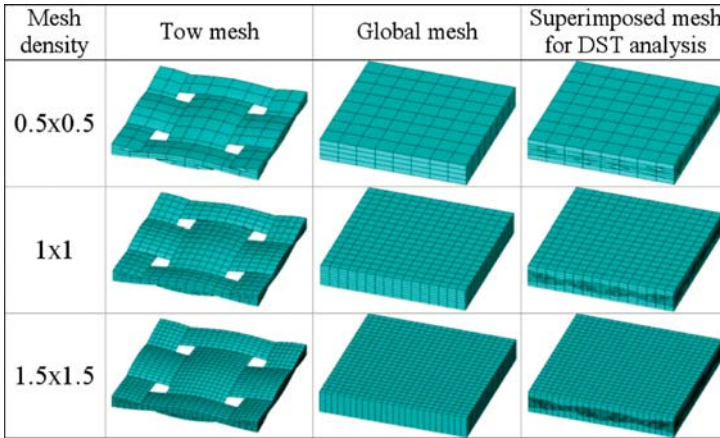 Mesh density
Tow mesh
Global mesh
Superimposed mesh
for DST analysis
0.5x0.5
1x1
1.5x1.5